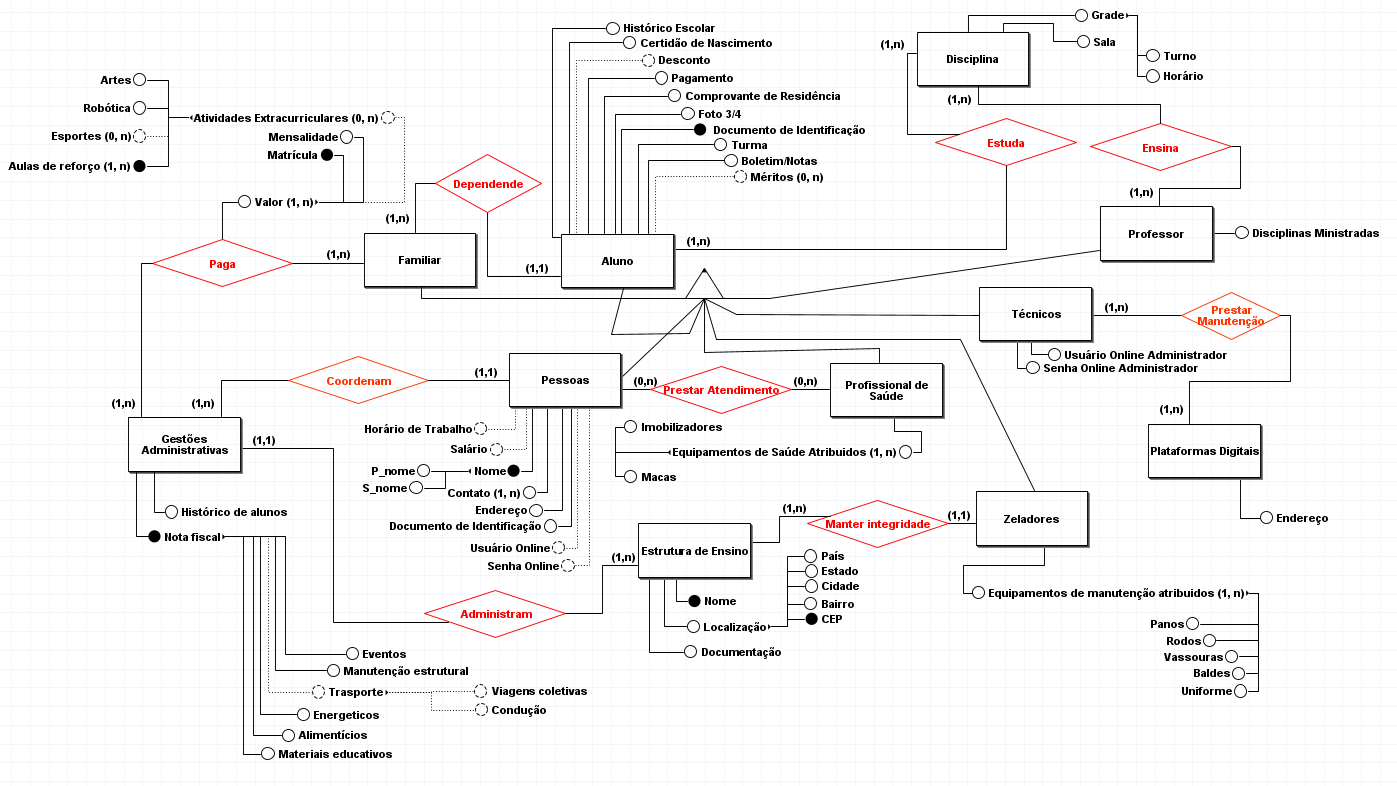 Histórico Escolar
Certidão de Nascimento
Desconto
Pagamento
Comprovante de Residência
Foto 3/4
Documento de Identificação
Turma
Boletim/Notas
Méritos (0, n)
Grade
Sala
Turno
Horário
(1,n)
Disciplina
(1,n)
Estuda
Ensina
(1,n)
Professor
Disciplinas Ministradas
Artes
Robótica
Esportes (0, n)
Aulas de reforço (1, n)
Atividades Extracurriculares (0, n)
Mensalidade
Matrícula
Valor (1, n)
Dependende
(1,n)
Paga
(1,n)
Familiar
(1,1)
Aluno
(1,n)
Técnicos
(1,n)
Prestar
Manutenção
Usuário Online Administrador
Senha Online Administrador
(1,n)
Plataformas Digitais
Endereço
Coordenam
(1,1)
Pessoas
(0,n)
Prestar Atendimento
(0,n)
Profissional de
Saúde
(1,n)
(1,n)
Gestões
Administrativas
(1,1)
Horário de Trabalho
Salário
P_nome
S_nome
Nome
Contato (1, n)
Endereço
Documento de Identificação
Usuário Online
Senha Online
Imobilizadores
Equipamentos de Saúde Atribuidos (1, n)
Macas
Histórico de alunos
Nota fiscal
(1,n)
Estrutura de Ensino
(1,n)
Manter integridade
(1,1)
Zeladores
País
Estado
Cidade
Bairro
CEP
Nome
Localização
Documentação
Administram
Equipamentos de manutenção atribuidos (1, n)
Panos
Rodos
Vassouras
Baldes
Uniforme
Eventos
Manutenção estrutural
Trasporte
Viagens coletivas
Condução
Energeticos
Alimentícios
Materiais educativos